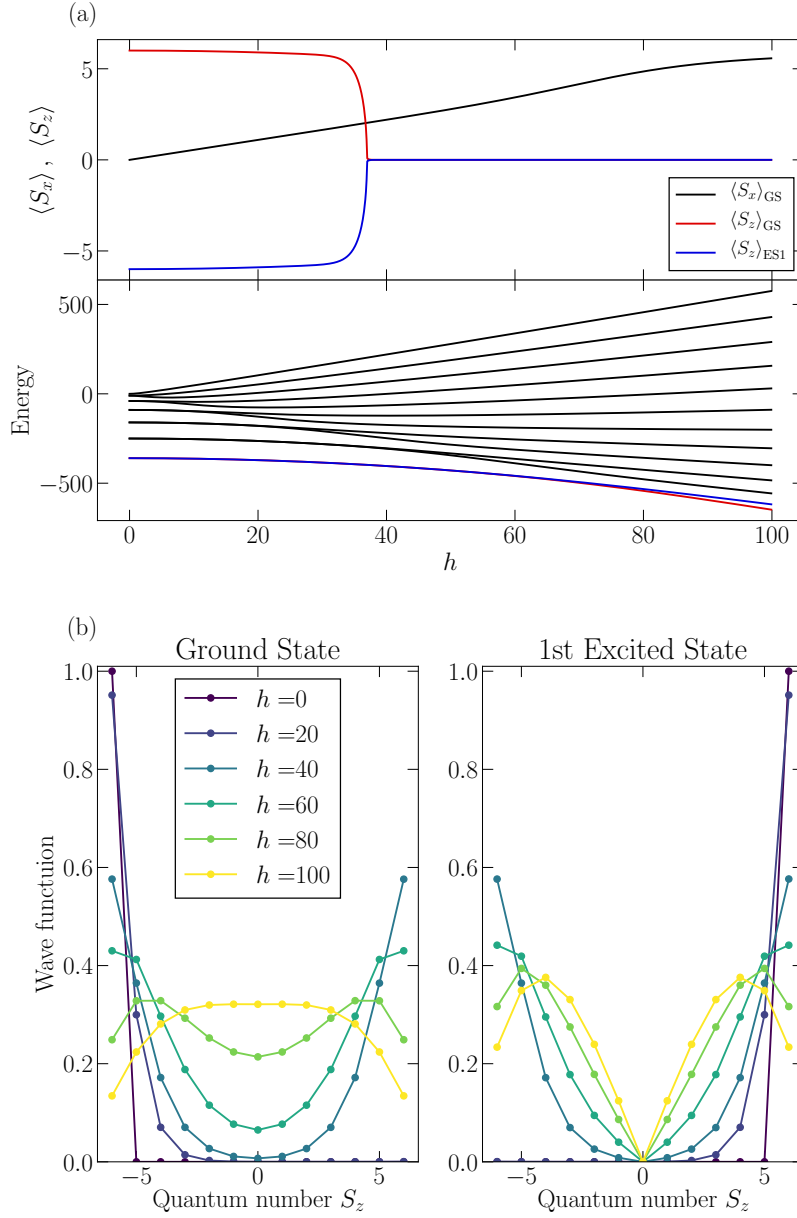 (a)
⟨S_x⟩ , ⟨S_z⟩
5
0
−5
⟨S_x⟩_GS
⟨S_z⟩_GS
⟨S_z⟩_ES1
Energy
500
0
−500
0 20 40 60 80 100
h
(b)
Ground State
1st Excited State
Wave functuion
1.0
0.8
0.6
0.4
0.2
0.0
h =0
h =20
h =40
h =60
h =80
h =100
−5 0 5
Quantum number S_z
1.0
0.8
0.6
0.4
0.2
0.0
−5 0 5
Quantum number S_z